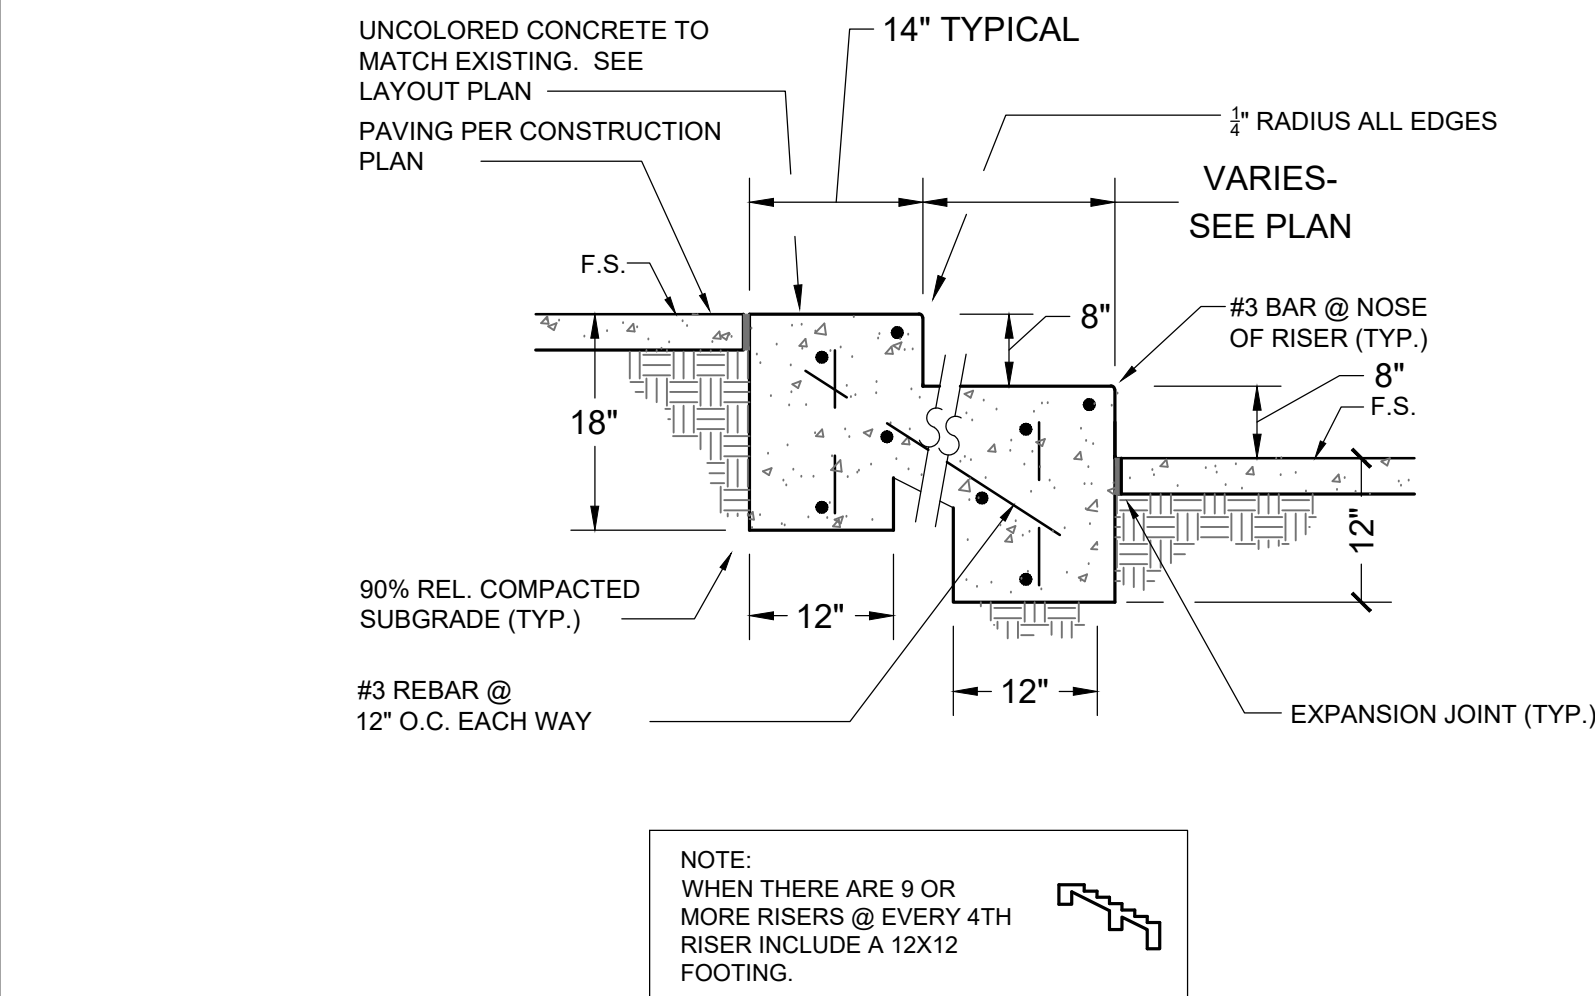 UNCOLORED CONCRETE TO
MATCH EXISTING. SEE
LAYOUT PLAN
PAVING PER CONSTRUCTION
PLAN
14" TYPICAL
1/4" RADIUS ALL EDGES
VARIES-
SEE PLAN
F.S.
8"
#3 BAR @ NOSE
OF RISER (TYP.)
8"
F.S.
18"
12"
90% REL. COMPACTED
SUBGRADE (TYP.)
12"
12"
#3 REBAR @
12" O.C. EACH WAY
EXPANSION JOINT (TYP.)
NOTE:
WHEN THERE ARE 9 OR
MORE RISERS @ EVERY 4TH
RISER INCLUDE A 12X12
FOOTING.